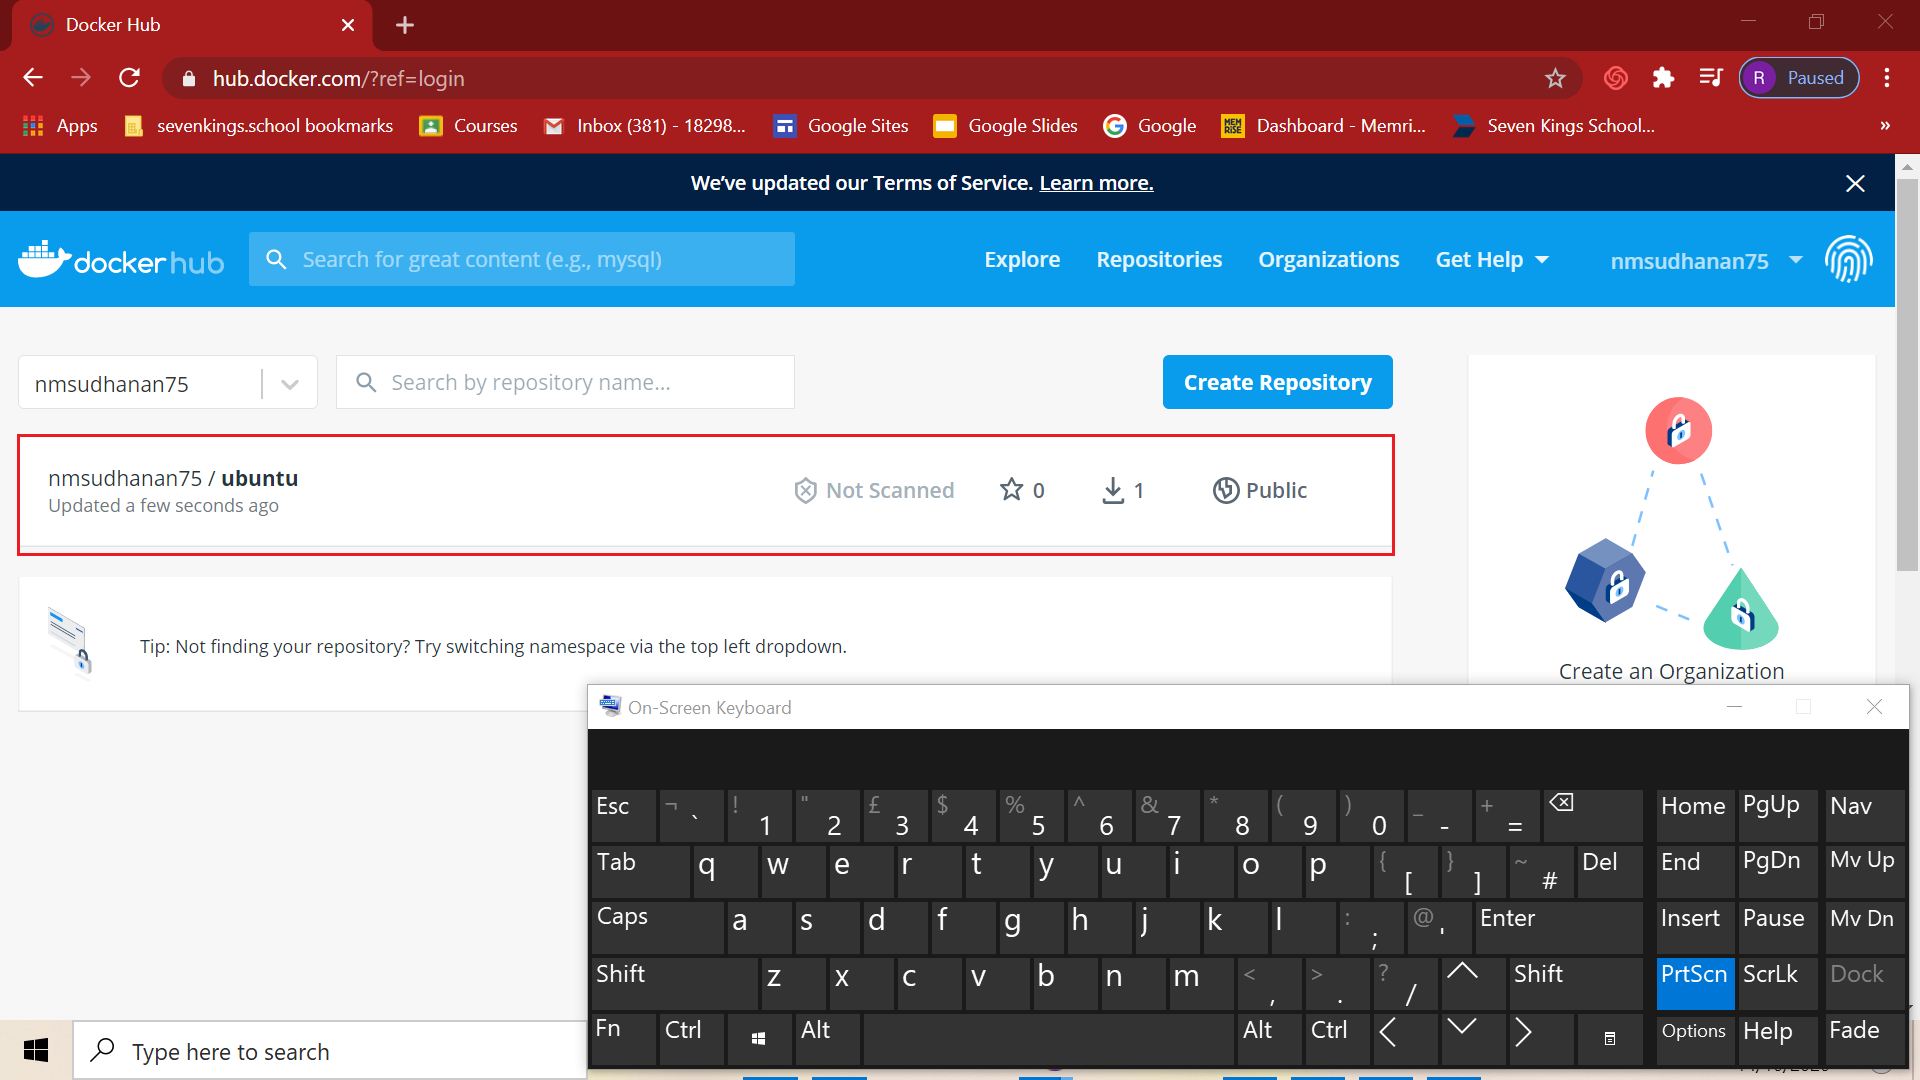 Docker Hub
hub.docker.com/?ref=login
R Paused
Apps sevenkings.school bookmarks Courses Inbox (381) - 18298... Google Sites Google Slides Google MEM RISE Dashboard - Memri... Seven Kings School... »
We've updated our Terms of Service. Learn more.
docker hub Search for great content (e.g., mysql) Explore Repositories Organizations Get Help nmsudhanan75
nmsudhanan75 Search by repository name... Create Repository
nmsudhanan75 / ubuntu Not Scanned 0 1 Public
Updated a few seconds ago
Tip: Not finding your repository? Try switching namespace via the top left dropdown.
Create an Organization
On-Screen Keyboard
Esc ¬ ` ! 1 " 2 £ 3 $ 4 % 5 ^ 6 & 7 * 8 ( 9 ) 0 _ - + = Home PgUp Nav
Tab q w e r t y u i o p { [ } ] ~ # Del End PgDn Mv Up
Caps a s d f g h j k l : ; @ ' Enter Insert Pause Mv Dn
Shift z x c v b n m < , > . ? / Shift PrtScn ScrLk Dock
Fn Ctrl Alt Alt Ctrl Options Help Fade
Type here to search